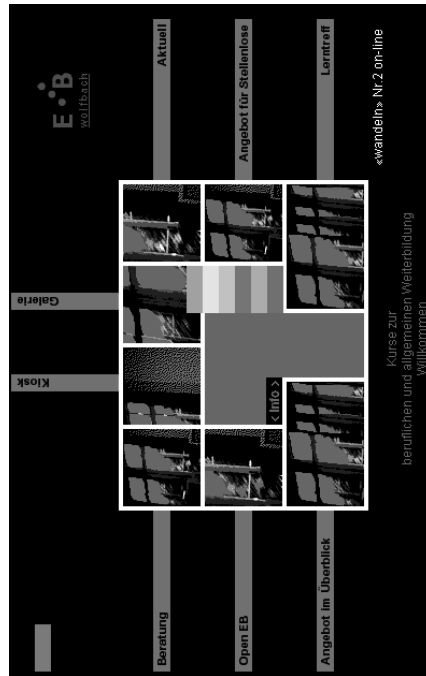 E·B
wolfbach
Kiosk
Galerie
Beratung
Aktuell
Open EB
Angebot für Stellenlose
< Info >
Angebot im Überblick
Lerntreff
«wandeln» Nr.2 on-line
Kurse zur
beruflichen und allgemeinen Weiterbildung
Willkommen